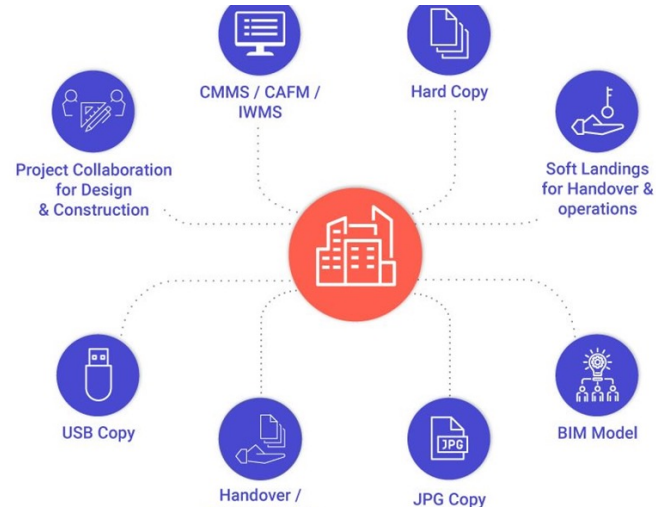 CMMS / CAFM /
IWMS
Hard Copy
Project Collaboration
for Design
& Construction
Soft Landings
for Handover &
operations
USB Copy
Handover /
JPG
JPG Copy
BIM Model